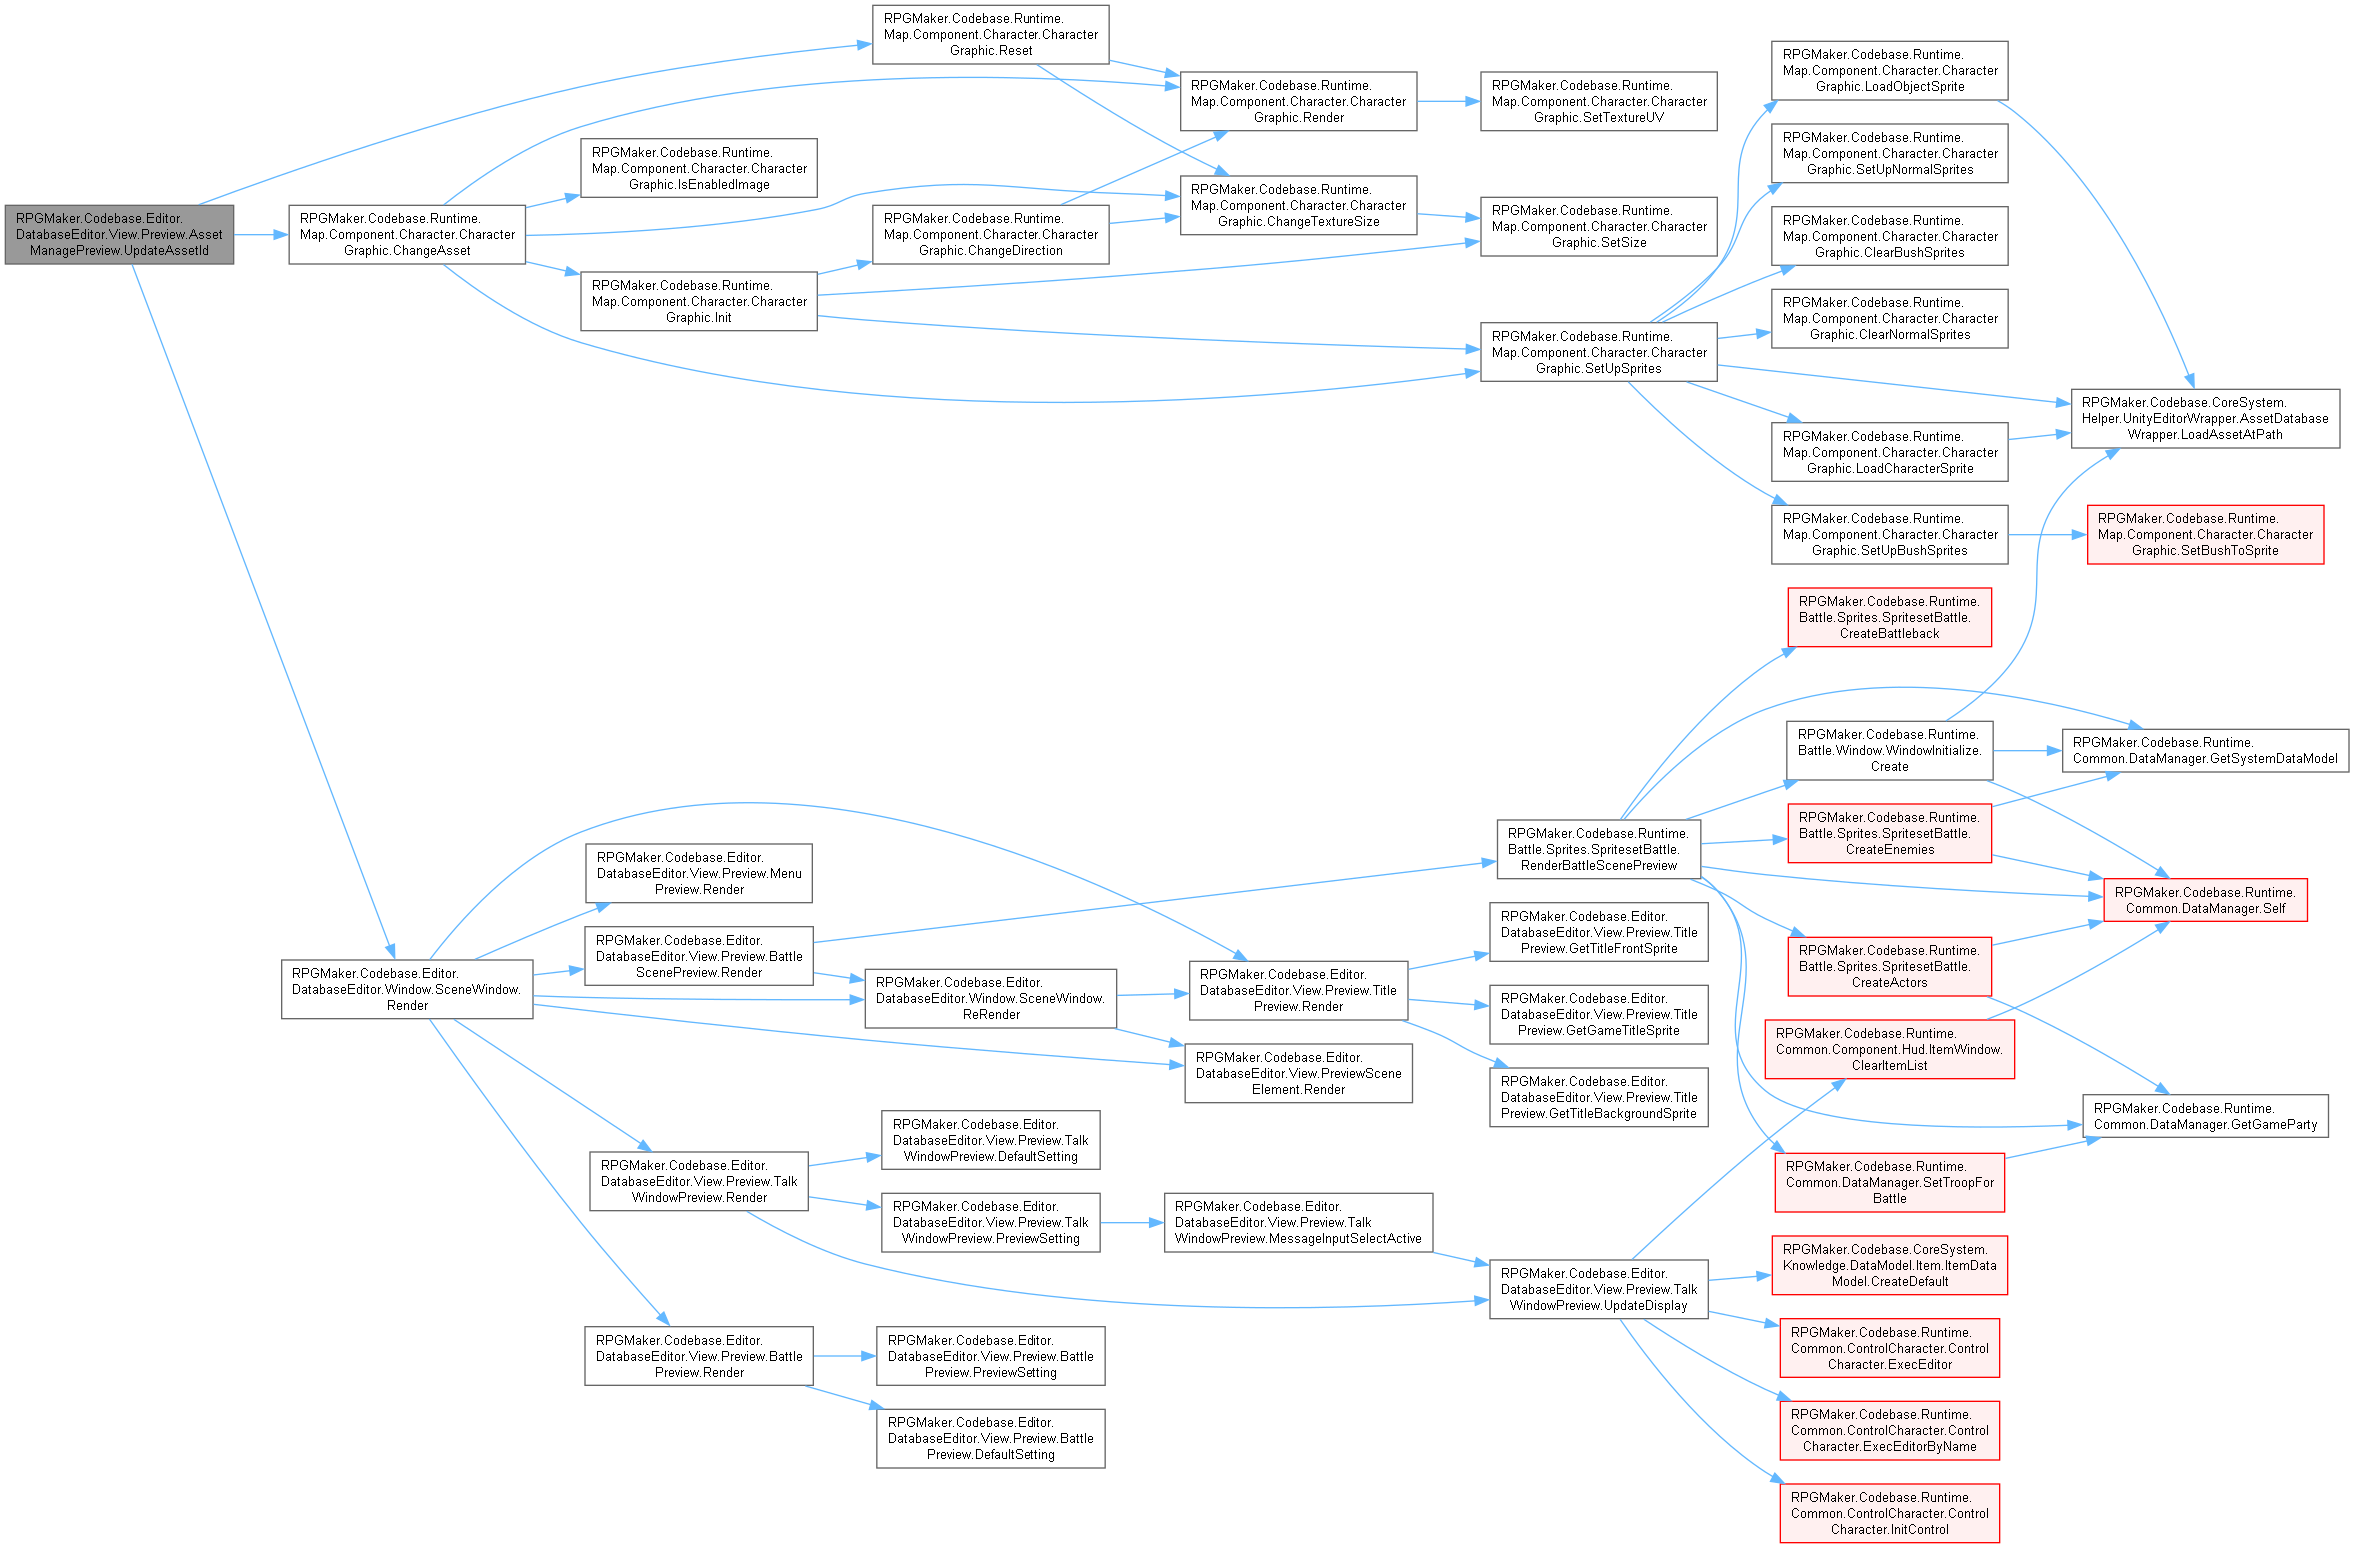 RPGMaker.Codebase.Editor.
DatabaseEditor.View.Preview.Asset
ManagePreview.UpdateAssetId
RPGMaker.Codebase.Runtime.
Map.Component.Character.Character
Graphic.ChangeAsset
RPGMaker.Codebase.Runtime.
Map.Component.Character.Character
Graphic.IsEnabledImage
RPGMaker.Codebase.Runtime.
Map.Component.Character.Character
Graphic.Init
RPGMaker.Codebase.Runtime.
Map.Component.Character.Character
Graphic.Reset
RPGMaker.Codebase.Runtime.
Map.Component.Character.Character
Graphic.ChangeDirection
RPGMaker.Codebase.Runtime.
Map.Component.Character.Character
Graphic.Render
RPGMaker.Codebase.Runtime.
Map.Component.Character.Character
Graphic.ChangeTextureSize
RPGMaker.Codebase.Runtime.
Map.Component.Character.Character
Graphic.SetTextureUV
RPGMaker.Codebase.Runtime.
Map.Component.Character.Character
Graphic.SetSize
RPGMaker.Codebase.Runtime.
Map.Component.Character.Character
Graphic.SetUpSprites
RPGMaker.Codebase.Runtime.
Map.Component.Character.Character
Graphic.LoadObjectSprite
RPGMaker.Codebase.Runtime.
Map.Component.Character.Character
Graphic.SetUpNormalSprites
RPGMaker.Codebase.Runtime.
Map.Component.Character.Character
Graphic.ClearBushSprites
RPGMaker.Codebase.Runtime.
Map.Component.Character.Character
Graphic.ClearNormalSprites
RPGMaker.Codebase.Runtime.
Map.Component.Character.Character
Graphic.LoadCharacterSprite
RPGMaker.Codebase.Runtime.
Map.Component.Character.Character
Graphic.SetUpBushSprites
RPGMaker.Codebase.CoreSystem.
Helper.UnityEditorWrapper.AssetDatabase
Wrapper.LoadAssetAtPath
RPGMaker.Codebase.Runtime.
Map.Component.Character.Character
Graphic.SetBushToSprite
RPGMaker.Codebase.Editor.
DatabaseEditor.Window.SceneWindow.
Render
RPGMaker.Codebase.Editor.
DatabaseEditor.View.Preview.Menu
Preview.Render
RPGMaker.Codebase.Editor.
DatabaseEditor.View.Preview.Battle
ScenePreview.Render
RPGMaker.Codebase.Editor.
DatabaseEditor.View.Preview.Talk
WindowPreview.Render
RPGMaker.Codebase.Editor.
DatabaseEditor.View.Preview.Battle
Preview.Render
RPGMaker.Codebase.Editor.
DatabaseEditor.Window.SceneWindow.
ReRender
RPGMaker.Codebase.Editor.
DatabaseEditor.View.Preview.Talk
WindowPreview.DefaultSetting
RPGMaker.Codebase.Editor.
DatabaseEditor.View.Preview.Talk
WindowPreview.PreviewSetting
RPGMaker.Codebase.Editor.
DatabaseEditor.View.Preview.Battle
Preview.PreviewSetting
RPGMaker.Codebase.Editor.
DatabaseEditor.View.Preview.Battle
Preview.DefaultSetting
RPGMaker.Codebase.Editor.
DatabaseEditor.View.Preview.Title
Preview.Render
RPGMaker.Codebase.Editor.
DatabaseEditor.View.PreviewScene
Element.Render
RPGMaker.Codebase.Editor.
DatabaseEditor.View.Preview.Talk
WindowPreview.MessageInputSelectActive
RPGMaker.Codebase.Runtime.
Battle.Sprites.SpritesetBattle.
RenderBattleScenePreview
RPGMaker.Codebase.Editor.
DatabaseEditor.View.Preview.Title
Preview.GetTitleFrontSprite
RPGMaker.Codebase.Editor.
DatabaseEditor.View.Preview.Title
Preview.GetGameTitleSprite
RPGMaker.Codebase.Editor.
DatabaseEditor.View.Preview.Title
Preview.GetTitleBackgroundSprite
RPGMaker.Codebase.Editor.
DatabaseEditor.View.Preview.Talk
WindowPreview.UpdateDisplay
RPGMaker.Codebase.Runtime.
Battle.Sprites.SpritesetBattle.
CreateBattleback
RPGMaker.Codebase.Runtime.
Battle.Window.WindowInitialize.
Create
RPGMaker.Codebase.Runtime.
Battle.Sprites.SpritesetBattle.
CreateEnemies
RPGMaker.Codebase.Runtime.
Battle.Sprites.SpritesetBattle.
CreateActors
RPGMaker.Codebase.Runtime.
Common.Component.Hud.ItemWindow.
ClearItemList
RPGMaker.Codebase.Runtime.
Common.DataManager.SetTroopFor
Battle
RPGMaker.Codebase.CoreSystem.
Knowledge.DataModel.Item.ItemData
Model.CreateDefault
RPGMaker.Codebase.Runtime.
Common.ControlCharacter.Control
Character.ExecEditor
RPGMaker.Codebase.Runtime.
Common.ControlCharacter.Control
Character.ExecEditorByName
RPGMaker.Codebase.Runtime.
Common.ControlCharacter.Control
Character.InitControl
RPGMaker.Codebase.Runtime.
Common.DataManager.GetSystemDataModel
RPGMaker.Codebase.Runtime.
Common.DataManager.Self
RPGMaker.Codebase.Runtime.
Common.DataManager.GetGameParty